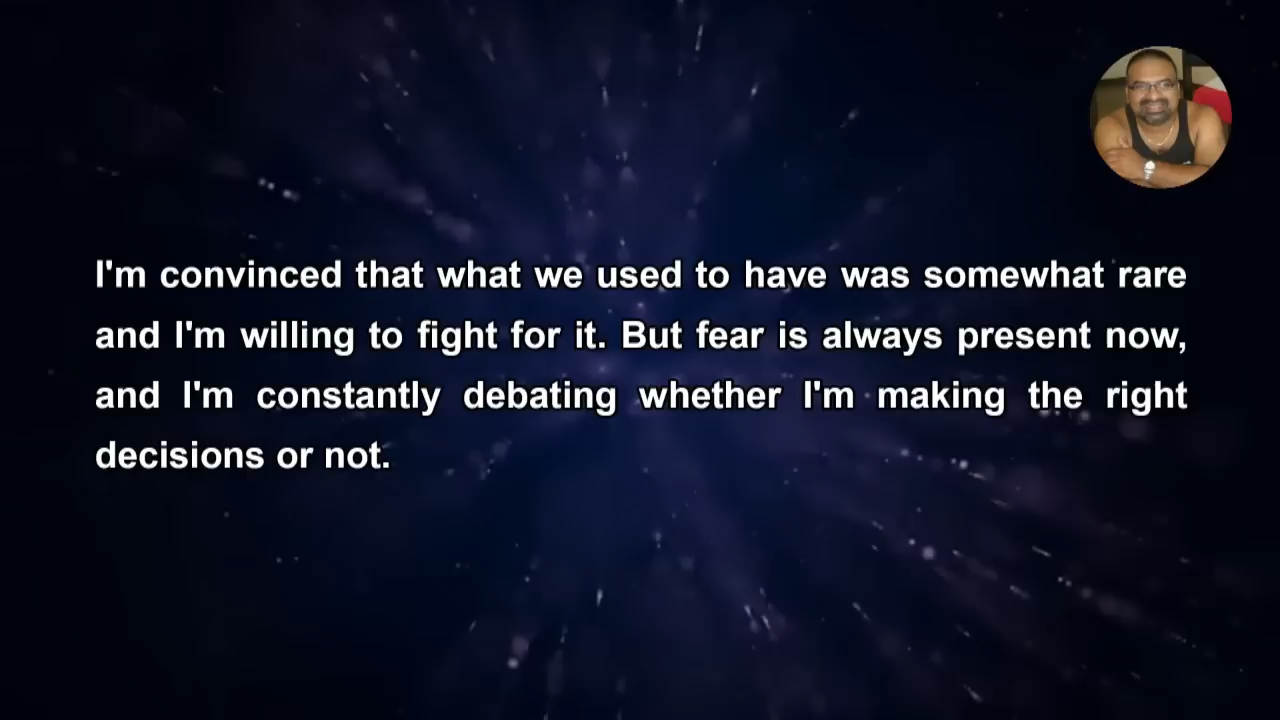 I'm convinced that what we used to have was somewhat rare
and I'm willing to fight for it. But fear is always present now,
and I'm constantly debating whether I'm making the right
decisions or not.